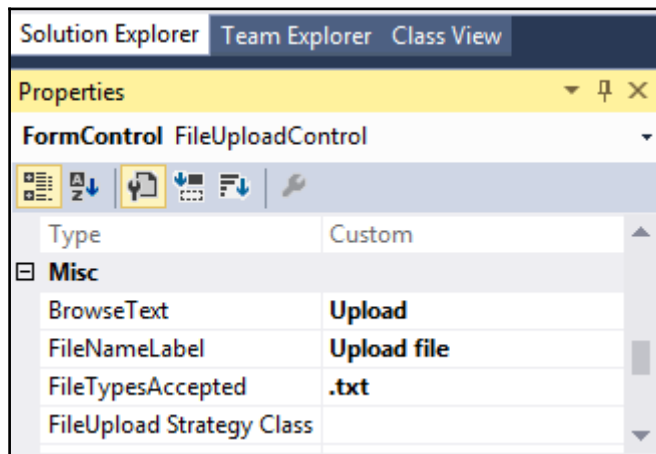 Solution Explorer Team Explorer Class View
Properties
FormControl FileUploadControl
Type Custom
Misc
BrowseText Upload
FileNameLabel Upload file
FileTypesAccepted .txt
FileUpload Strategy Class